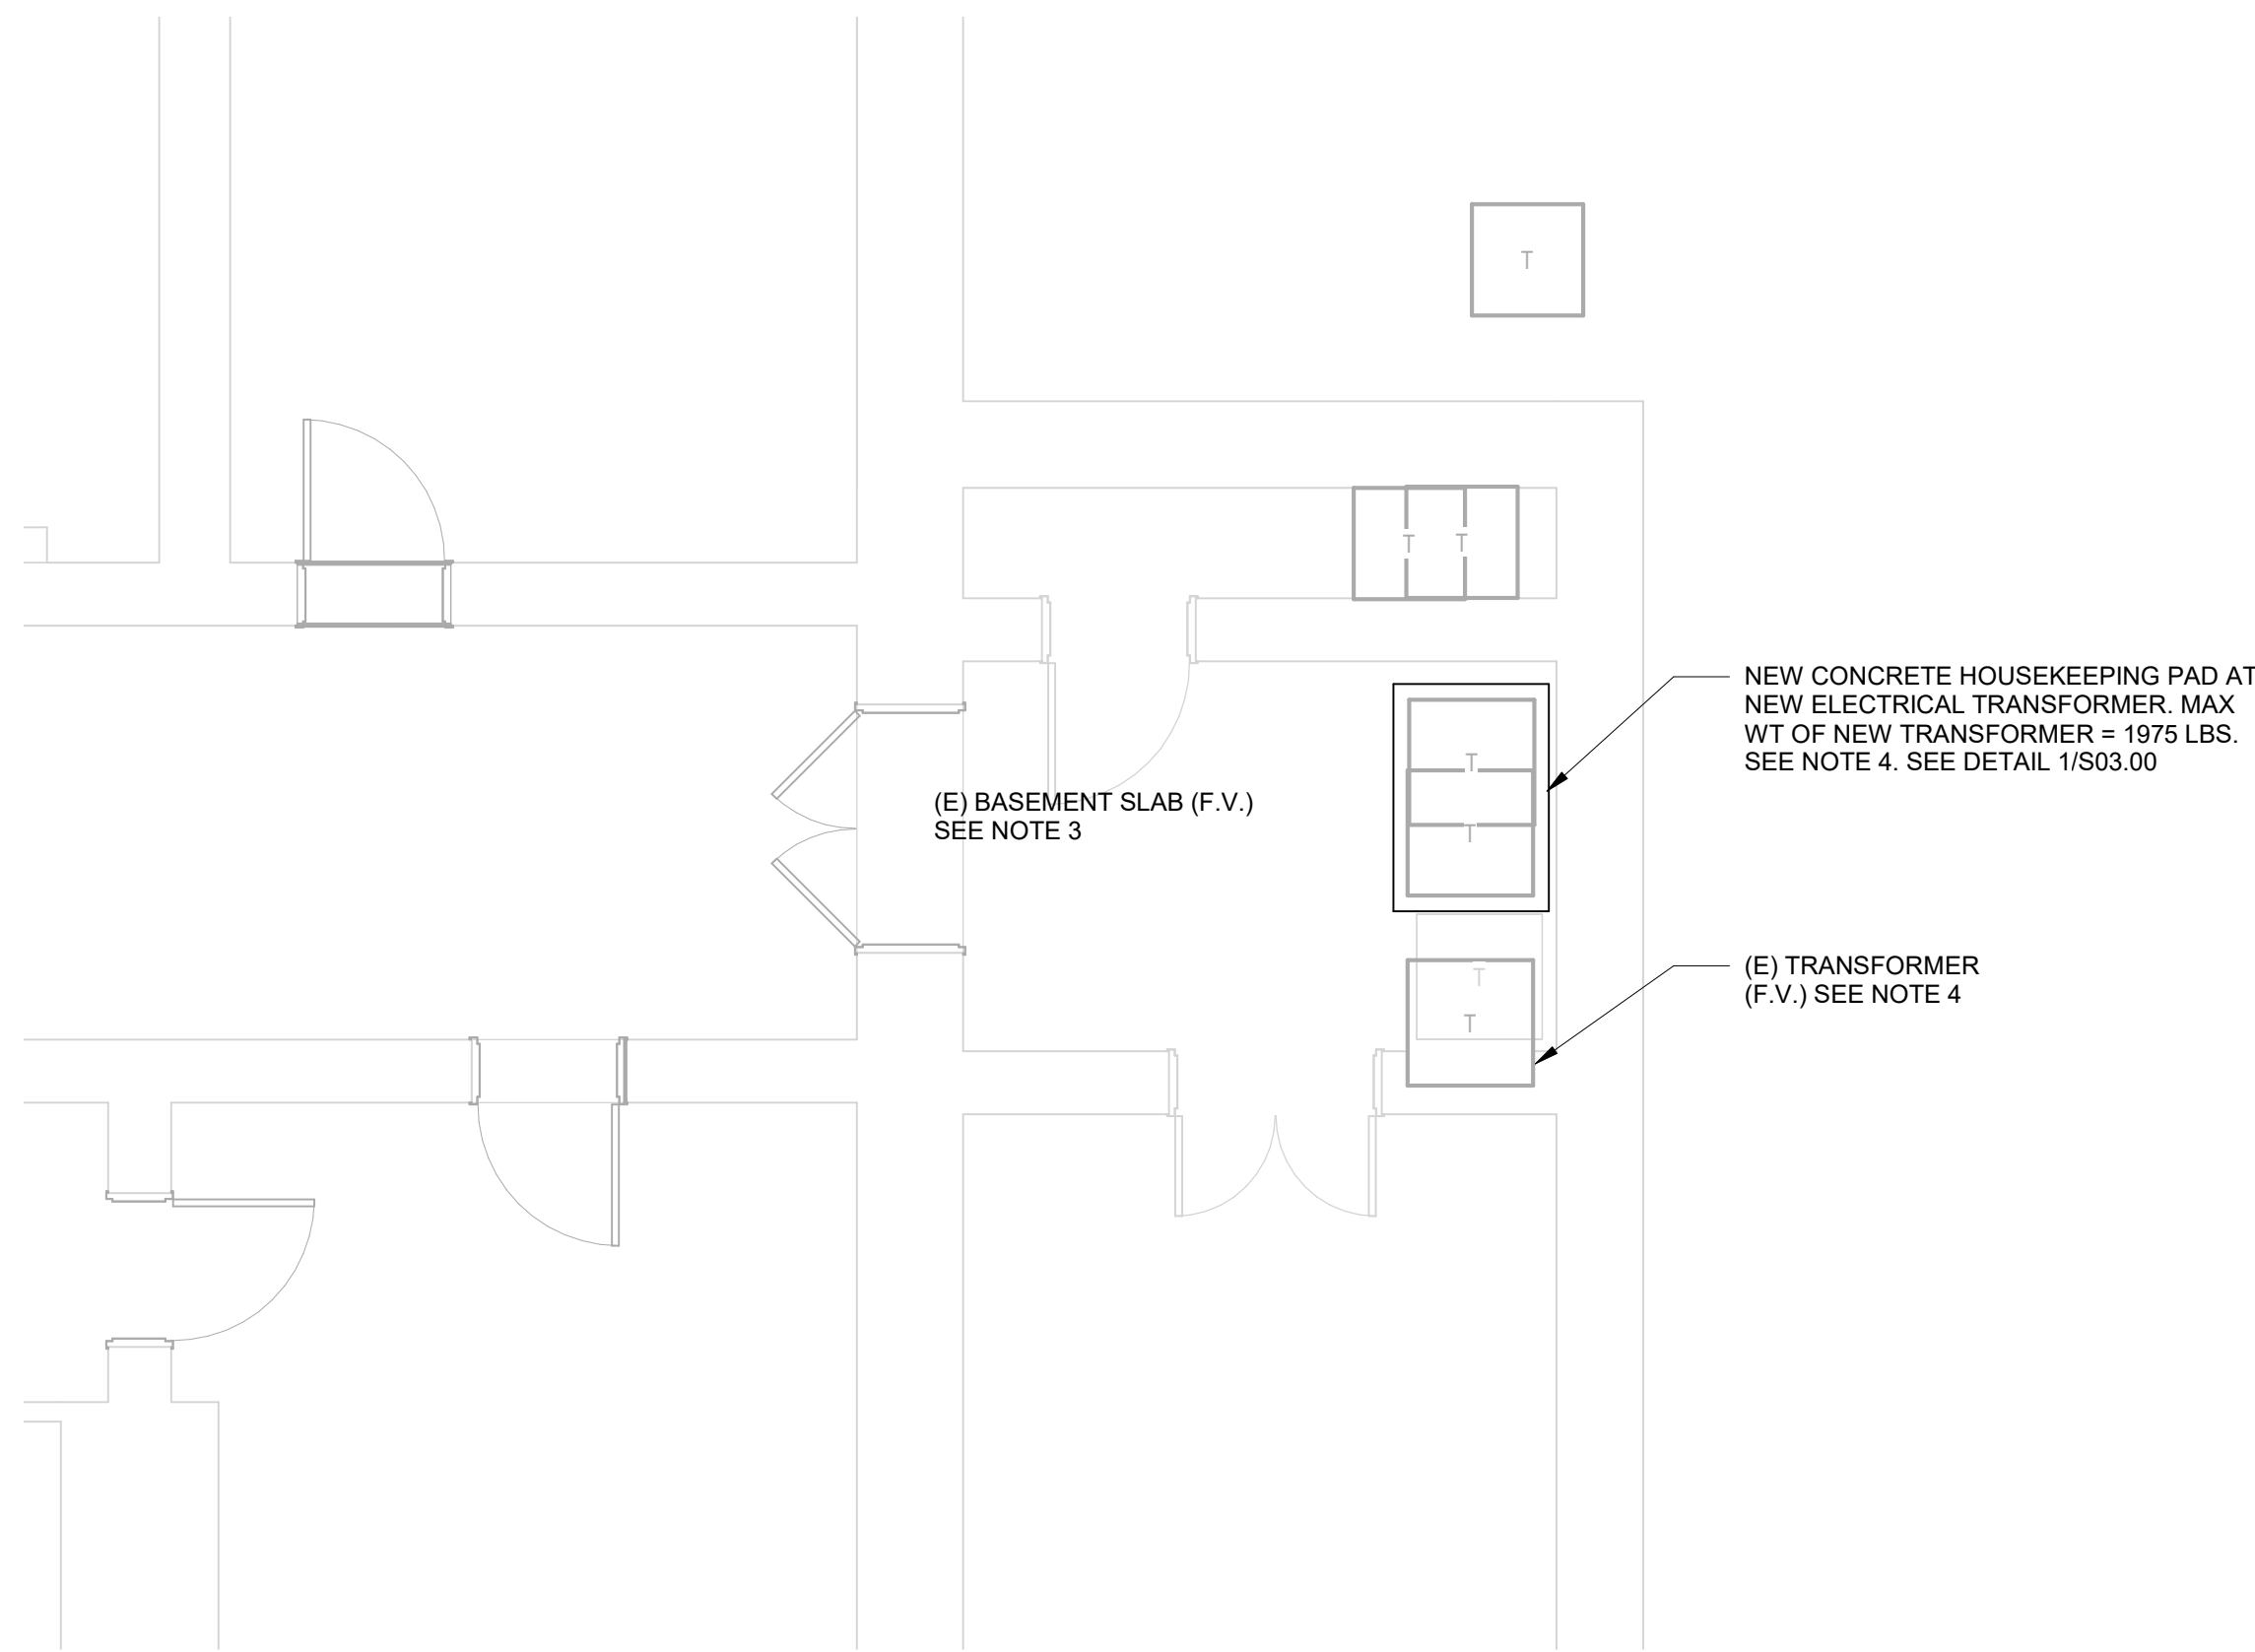 T
T T
NEW CONCRETE HOUSEKEEPING PAD AT
NEW ELECTRICAL TRANSFORMER. MAX
WT OF NEW TRANSFORMER = 1975 LBS.
SEE NOTE 4. SEE DETAIL 1/S03.00
T
(E) BASEMENT SLAB (F.V.)
SEE NOTE 3
T
(E) TRANSFORMER
(F.V.) SEE NOTE 4
T
T